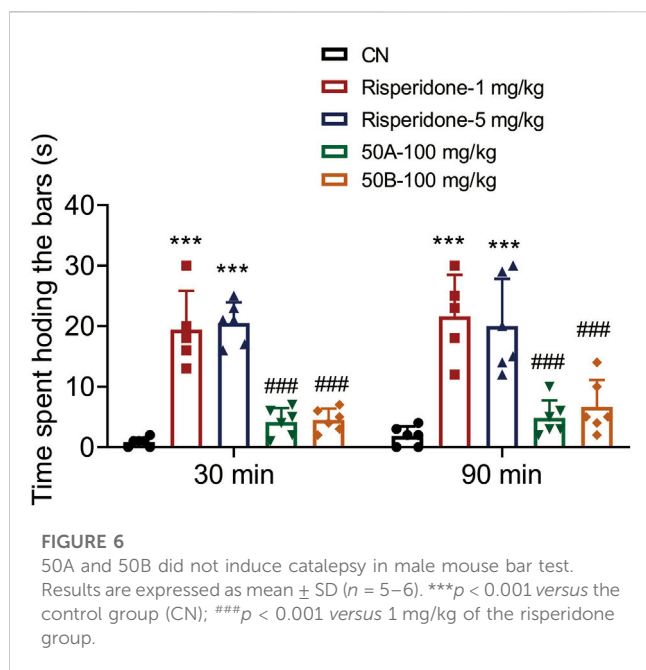 CN
Risperidone-1 mg/kg
Risperidone-5 mg/kg
50A-100 mg/kg
50B-100 mg/kg
Time spent hoding the bars (s)
40
30
20
10
0
***
***
###
###
***
***
###
###
30 min
90 min
FIGURE 6
50A and 50B did not induce catalepsy in male mouse bar test.
Results are expressed as mean ± SD (n = 5–6). ***p < 0.001 versus the
control group (CN); ###p < 0.001 versus 1 mg/kg of the risperidone
group.